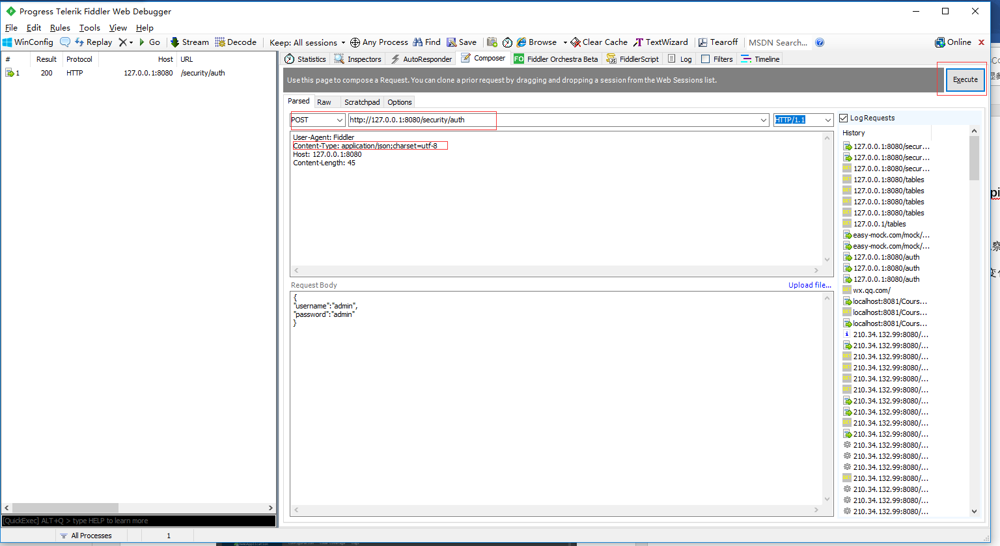 Progress Telerik Fiddler Web Debugger
File Edit Rules Tools View Help
WinConfig Replay Go Stream Decode Keep: All sessions Any Process Find Save Browse Clear Cache TextWizard Tearoff MSDN Search... Online
# Result Protocol Host URL
1 200 HTTP 127.0.0.1:8080 /security/auth
Statistics Inspectors AutoResponder Composer Fiddler Orchestra Beta FiddlerScript Log Filters Timeline
Use this page to compose a Request. You can clone a prior request by dragging and dropping a session from the Web Sessions list.
Execute
Parsed Raw Scratchpad Options
POST http://127.0.0.1:8080/security/auth HTTP/1.1
User-Agent: Fiddler
Content-Type: application/json;charset=utf-8
Host: 127.0.0.1:8080
Content-Length: 45
Request Body Upload file...
{
"username":"admin",
"password":"admin"
}
Log Requests
History
127.0.0.1:8080/secur...
127.0.0.1:8080/secur...
GET 127.0.0.1:8080/secur...
GET 127.0.0.1:8080/tables
GET 127.0.0.1:8080/tables
GET 127.0.0.1:8080/tables
GET 127.0.0.1:8080/tables
GET 127.0.0.1/tables
easy-mock.com/mock/...
easy-mock.com/mock/...
127.0.0.1:8080/auth
127.0.0.1:8080/auth
127.0.0.1:8080/auth
GET wx.qq.com/
localhost:8081/Cours...
GET localhost:8081/Cours...
localhost:8081/Cours...
210.34.132.99:8080/...
210.34.132.99:8080/...
GET 210.34.132.99:8080/...
GET 210.34.132.99:8080/...
GET 210.34.132.99:8080/...
GET 210.34.132.99:8080/...
210.34.132.99:8080/...
210.34.132.99:8080/...
GET 210.34.132.99:8080/...
210.34.132.99:8080/...
210.34.132.99:8080/...
210.34.132.99:8080/...
210.34.132.99:8080/...
GET 210.34.132.99:8080/...
210.34.132.99:8080/...
210.34.132.99:8080/...
210.34.132.99:8080/...
[QuickExec] ALT+Q > type HELP to learn more
All Processes 1